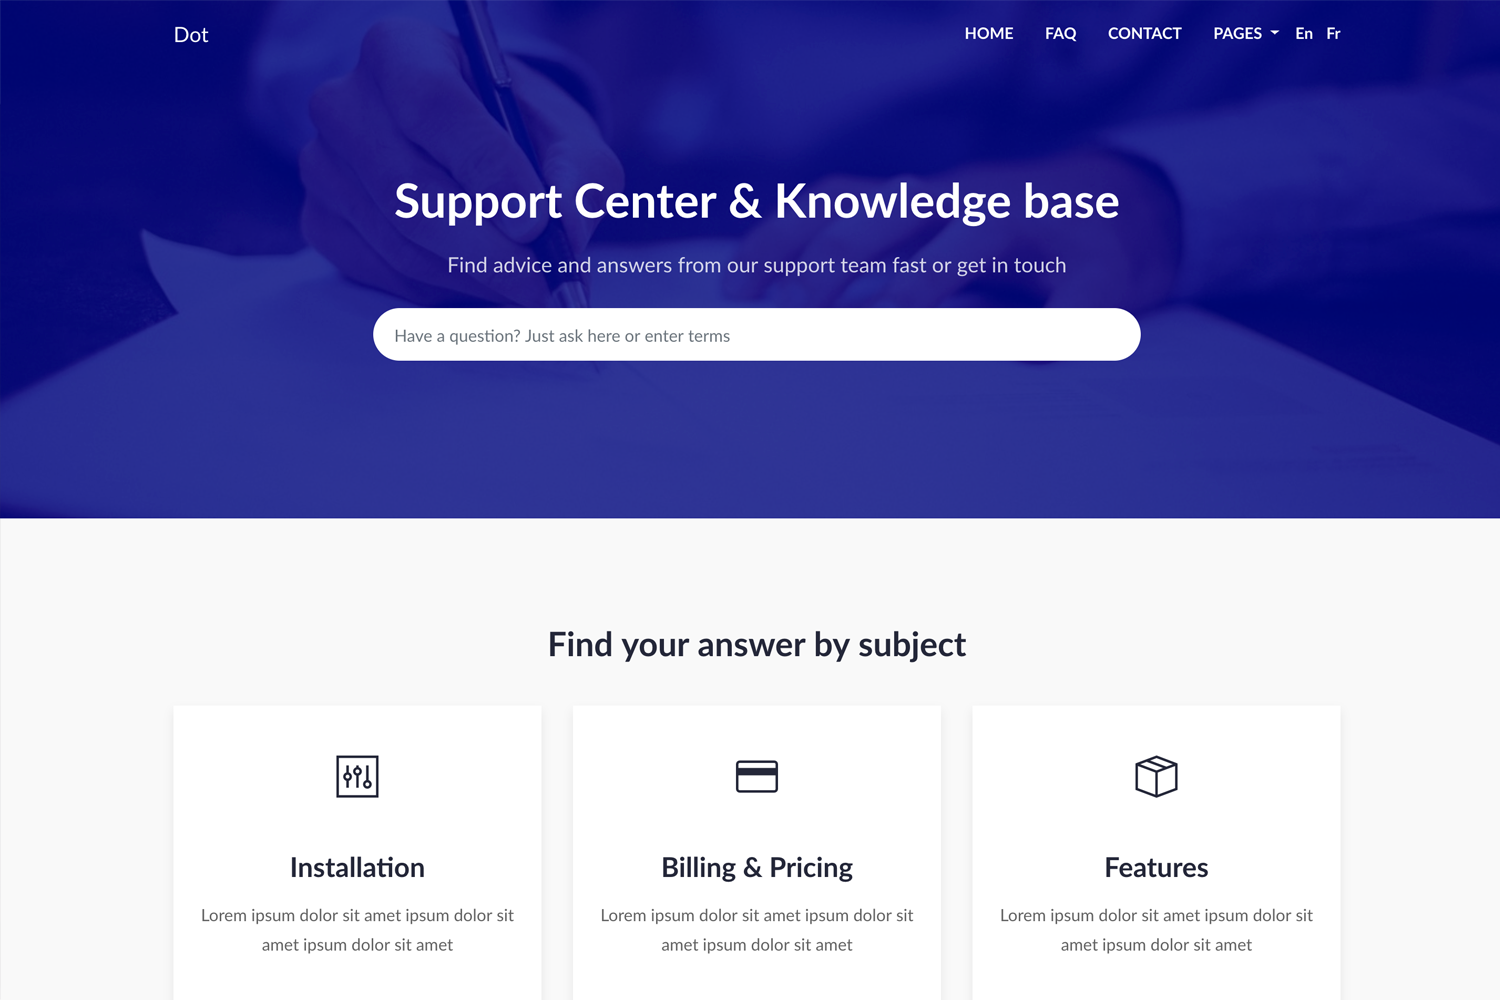 Dot
HOME FAQ CONTACT PAGES En Fr
Support Center & Knowledge base
Find advice and answers from our support team fast or get in touch
Have a question? Just ask here or enter terms
Find your answer by subject
Installation
Lorem ipsum dolor sit amet ipsum dolor sit
amet ipsum dolor sit amet
Billing & Pricing
Lorem ipsum dolor sit amet ipsum dolor sit
amet ipsum dolor sit amet
Features
Lorem ipsum dolor sit amet ipsum dolor sit
amet ipsum dolor sit amet